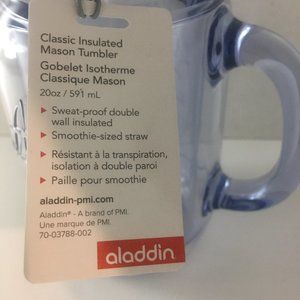 Classic Insulated
Mason Tumbler
Gobelet Isotherme
Classique Mason
20oz / 591 mL
Sweat-proof double
wall insulated
Smoothie-sized straw
Résistant à la transpiration,
isolation à double paroi
Paille pour smoothie
aladdin-pmi.com
Aladdin® - A brand of PMI.
Une marque de PMI.
70-03788-002
aladdin